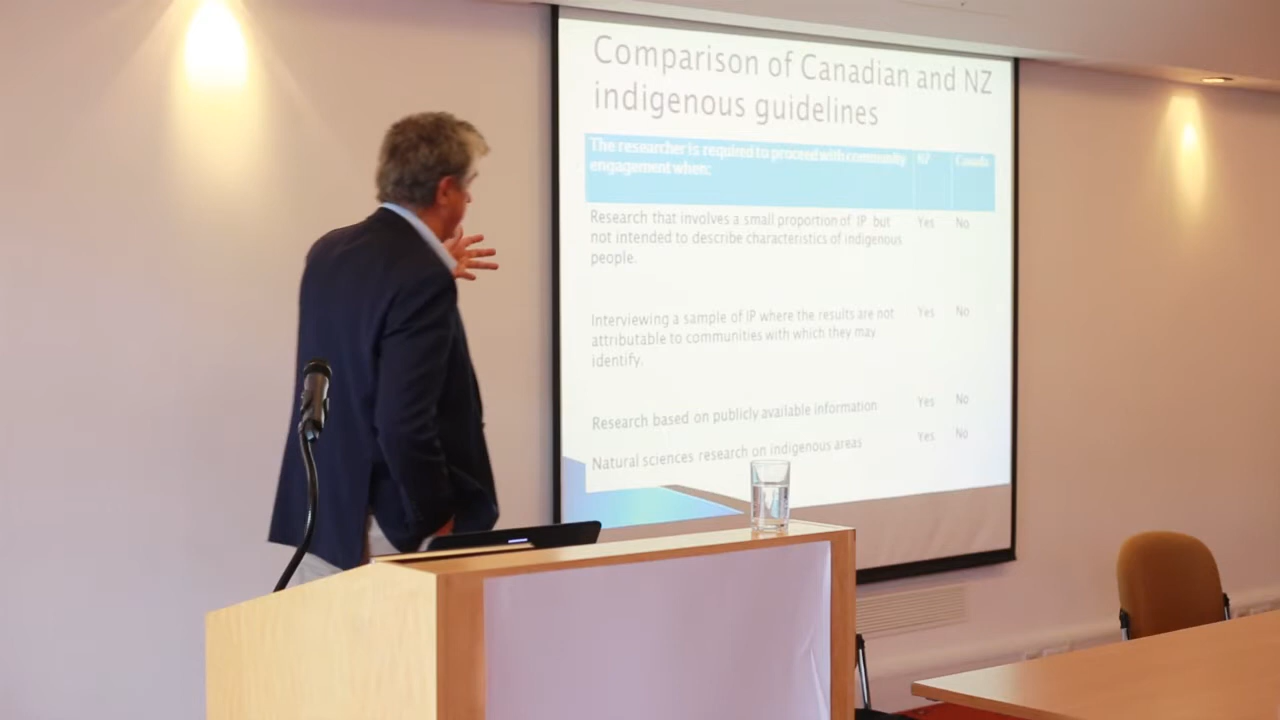 Comparison of Canadian and NZ
indigenous guidelines
The researcher is required to proceed with community NZ Canada
engagement when:
Research that involves a small proportion of IP but Yes No
not intended to describe characteristics of indigenous
people.
Interviewing a sample of IP where the results are not Yes No
attributable to communities with which they may
identify.
Research based on publicly available information Yes No
Natural sciences research on indigenous areas Yes No